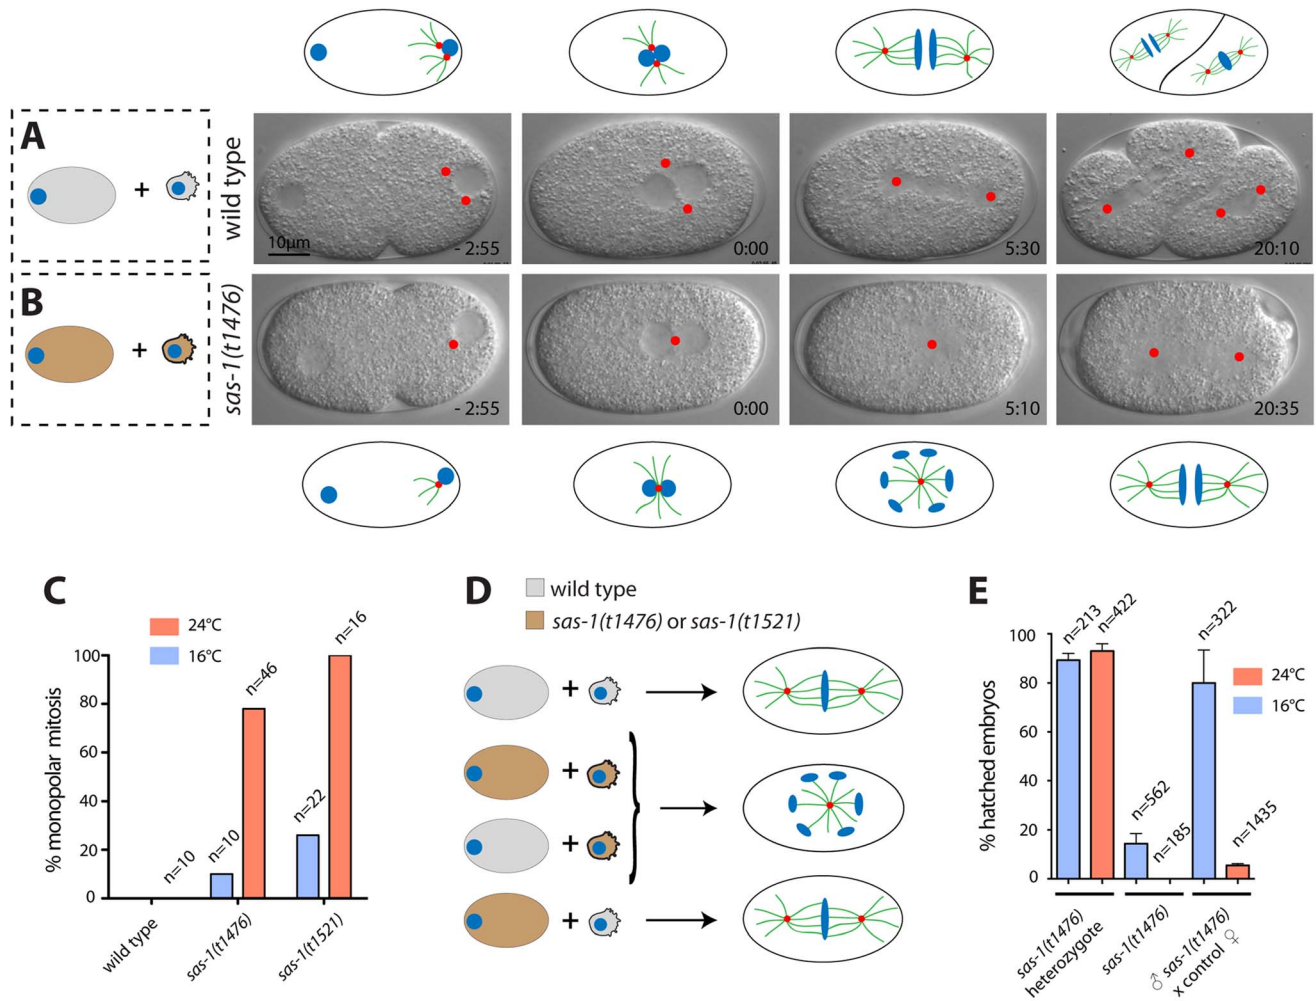 A
wild type
10µm
- 2:55
0:00
5:30
20:10
B
sas-1(t1476)
- 2:55
0:00
5:10
20:35
C
24°C
16°C
% monopolar mitosis
100
80
60
40
20
0
n=10
n=10
n=46
n=22
n=16
wild type
sas-1(t1476)
sas-1(t1521)
D
wild type
sas-1(t1476) or sas-1(t1521)
+
+
+
+
+
+
E
24°C
16°C
% hatched embryos
100
80
60
40
20
0
n=213
n=422
n=562
n=185
n=322
n=1435
sas-1(t1476)
heterozygote
sas-1(t1476)
♂ sas-1(t1476)
x control ♀